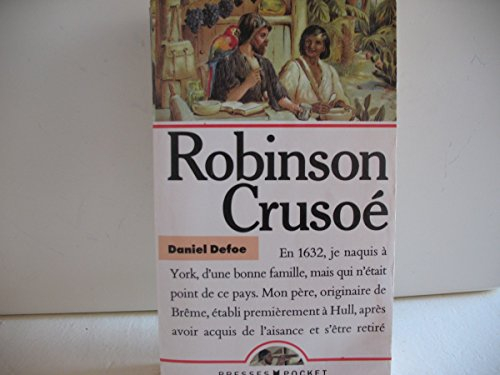 Robinson
Crusoé
Daniel Defoe
En 1632, je naquis à
York, d'une bonne famille, mais qui n'était
point de ce pays. Mon père, originaire de
Brême, établi premièrement à Hull, après
avoir acquis de l'aisance et s'être retiré
PRESSES POCKET